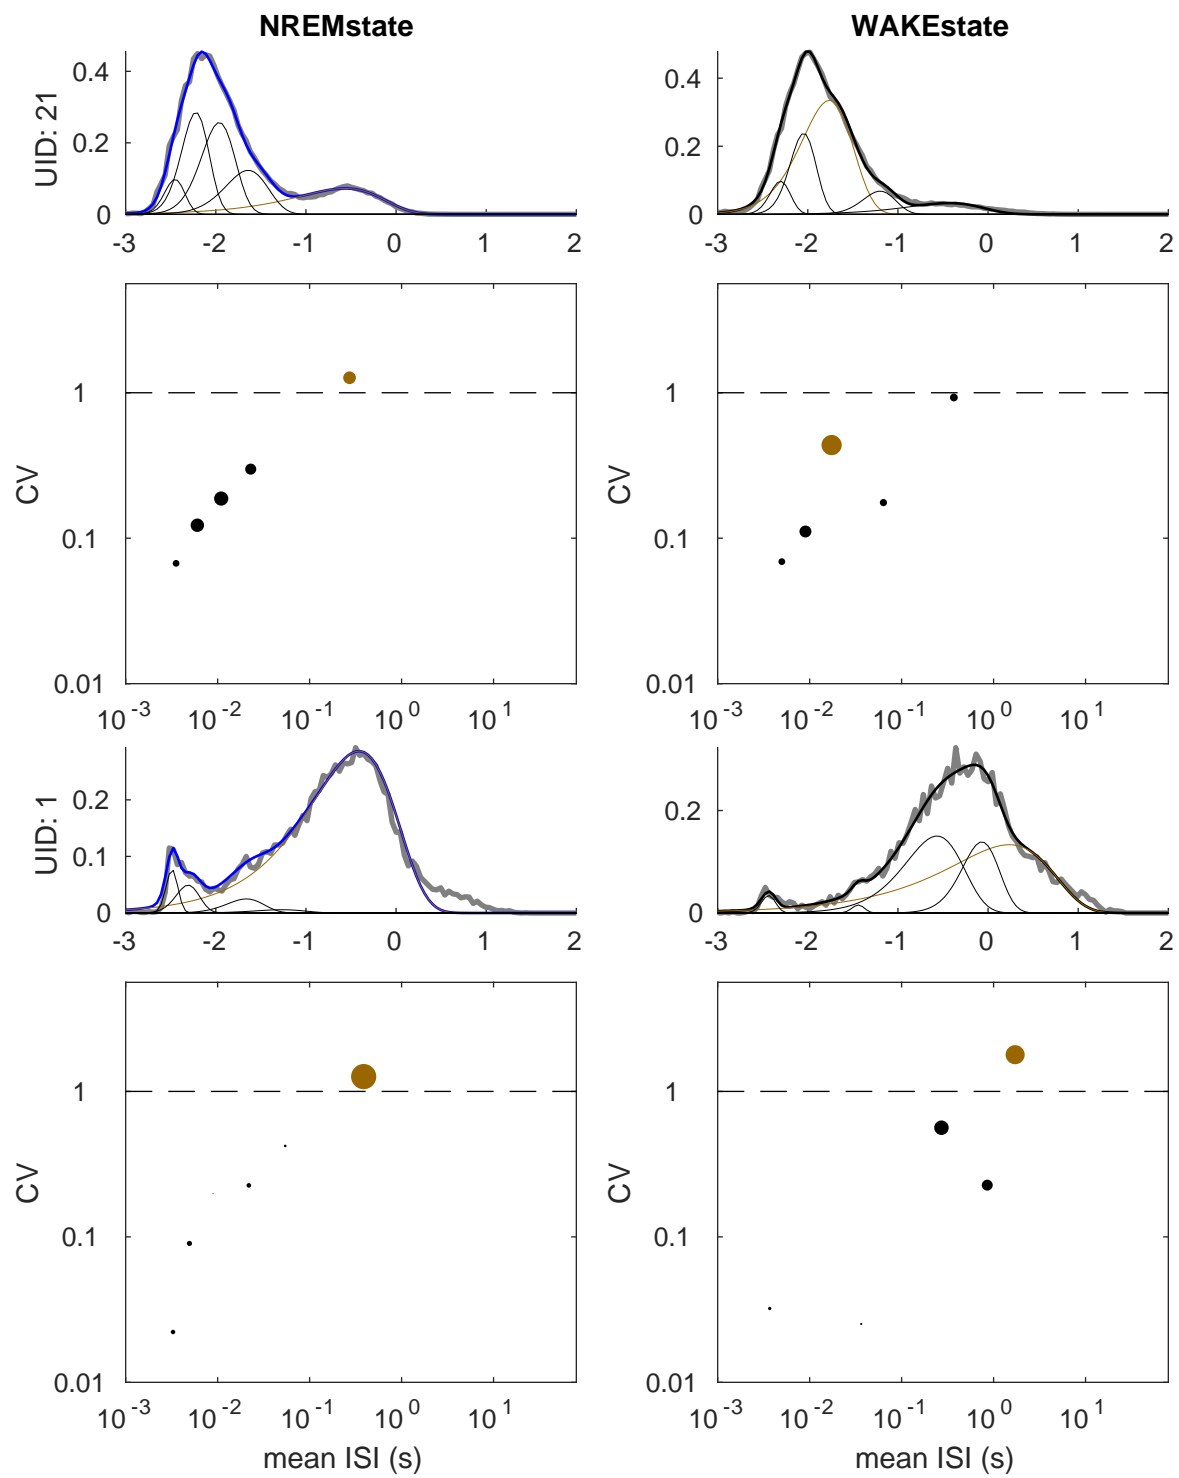 NREMstate WAKEstate
UID: 21
0.4 0.4
0.2 0.2
0 0
-3 -2 -1 0 1 2 -3 -2 -1 0 1 2
CV CV
1 1
0.1 0.1
0.01 0.01
10^-3 10^-2 10^-1 10^0 10^1 10^-3 10^-2 10^-1 10^0 10^1
UID: 1
0.2 0.2
0.1
0 0
-3 -2 -1 0 1 2 -3 -2 -1 0 1 2
CV CV
1 1
0.1 0.1
0.01 0.01
10^-3 10^-2 10^-1 10^0 10^1 10^-3 10^-2 10^-1 10^0 10^1
mean ISI (s) mean ISI (s)